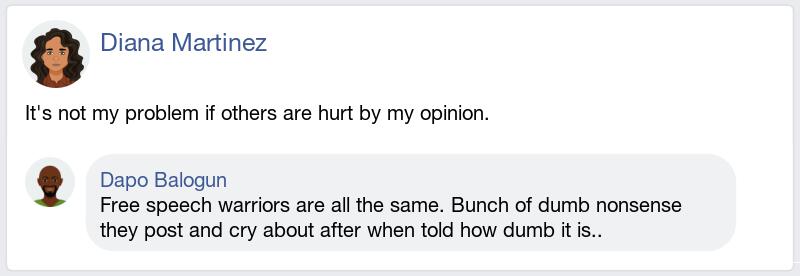 Diana Martinez
It's not my problem if others are hurt by my opinion.
Dapo Balogun
Free speech warriors are all the same. Bunch of dumb nonsense
they post and cry about after when told how dumb it is..